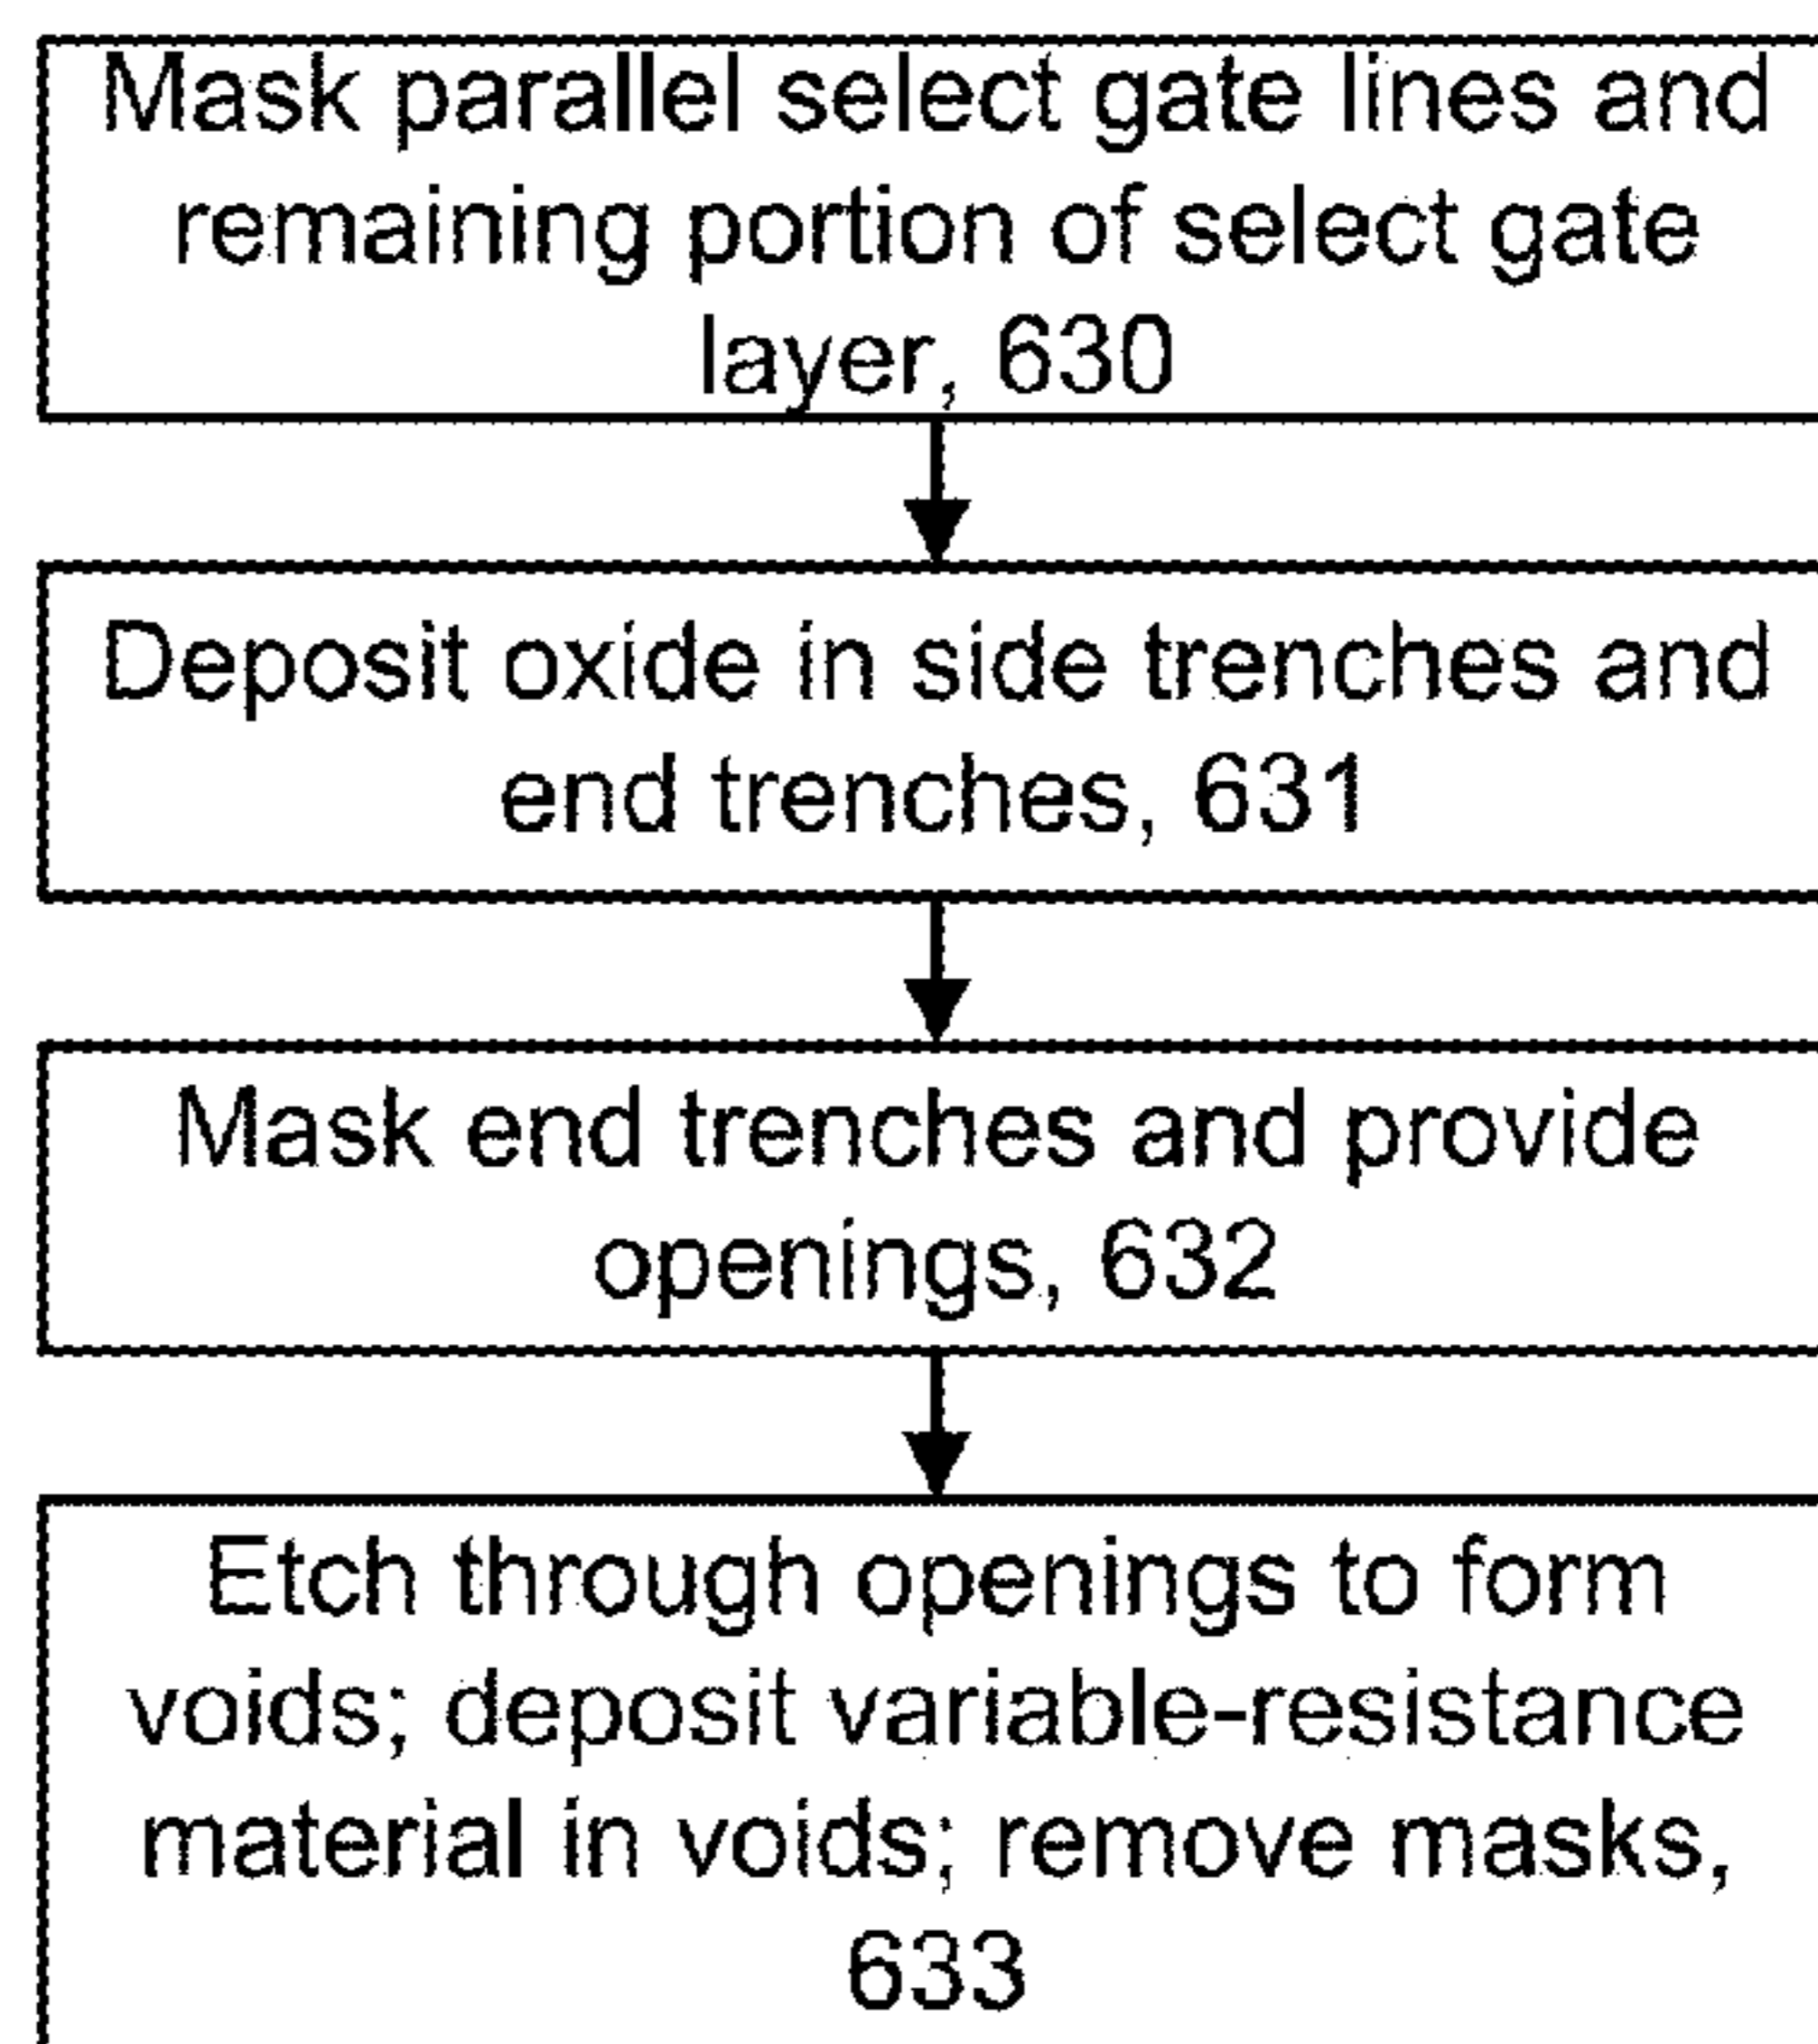 Mask parallel select gate lines and
remaining portion of select gate
layer, 630
Deposit oxide in side trenches and
end trenches, 631
Mask end trenches and provide
openings, 632
Etch through openings to form
voids; deposit variable-resistance
material in voids; remove masks,
633